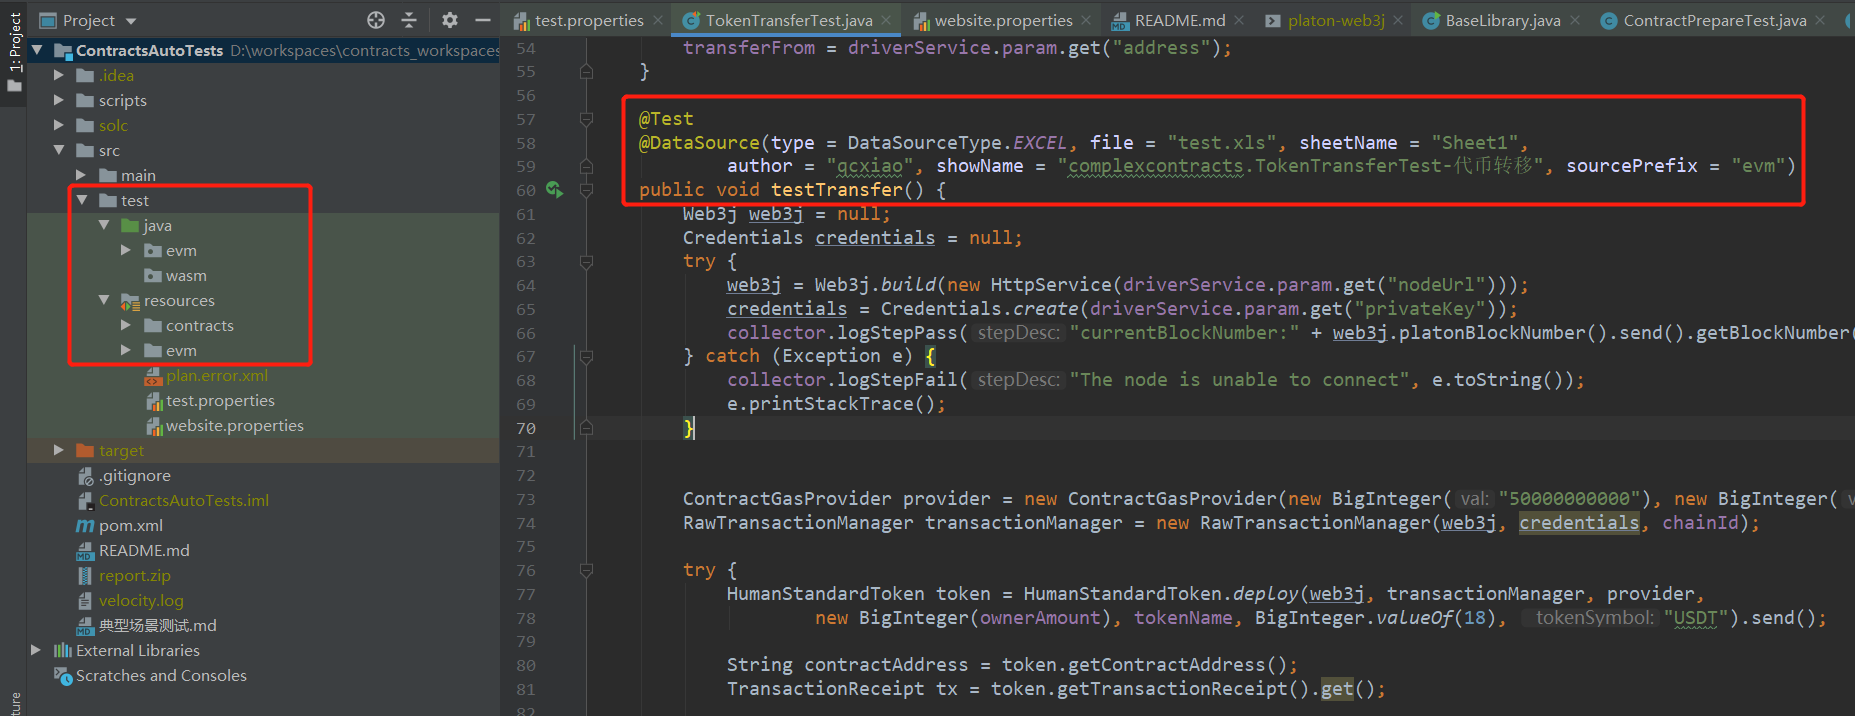 Project
test.properties
TokenTransferTest.java
website.properties
README.md
platon-web3j
BaseLibrary.java
ContractPrepareTest.java
1: Project
ContractsAutoTests D:\workspaces\contracts_workspaces
.idea
scripts
solc
src
main
test
java
evm
wasm
resources
contracts
evm
plan.error.xml
test.properties
website.properties
target
.gitignore
ContractsAutoTests.iml
pom.xml
README.md
report.zip
velocity.log
典型场景测试.md
External Libraries
Scratches and Consoles
54 transferFrom = driverService.param.get("address");
55 }
56
57 @Test
58 @DataSource(type = DataSourceType.EXCEL, file = "test.xls", sheetName = "Sheet1",
59 author = "qcxiao", showName = "complexcontracts.TokenTransferTest-代币转移", sourcePrefix = "evm")
60 public void testTransfer() {
61 Web3j web3j = null;
62 Credentials credentials = null;
63 try {
64 web3j = Web3j.build(new HttpService(driverService.param.get("nodeUrl")));
65 credentials = Credentials.create(driverService.param.get("privateKey"));
66 collector.logStepPass( stepDesc: "currentBlockNumber:" + web3j.platonBlockNumber().send().getBlockNumber(
67 } catch (Exception e) {
68 collector.logStepFail( stepDesc: "The node is unable to connect", e.toString());
69 e.printStackTrace();
70 }
71
72
73 ContractGasProvider provider = new ContractGasProvider(new BigInteger( val: "50000000000"), new BigInteger(
74 RawTransactionManager transactionManager = new RawTransactionManager(web3j, credentials, chainId);
75
76 try {
77 HumanStandardToken token = HumanStandardToken.deploy(web3j, transactionManager, provider,
78 new BigInteger(ownerAmount), tokenName, BigInteger.valueOf(18), tokenSymbol: "USDT").send();
79
80 String contractAddress = token.getContractAddress();
81 TransactionReceipt tx = token.getTransactionReceipt().get();
82